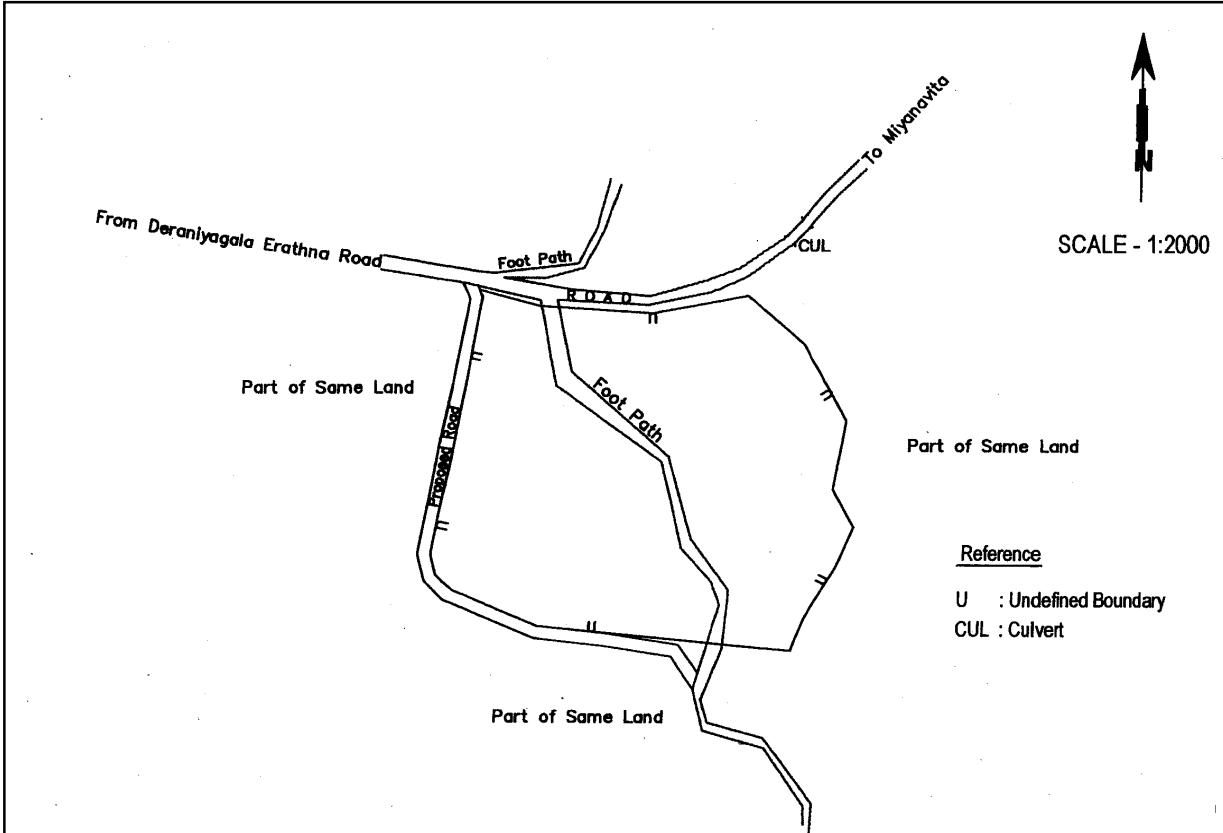 To Miyanavita
N
From Deraniyagala Erathna Road
Foot Path
CUL
SCALE - 1:2000
ROAD
U
U
U
Part of Same Land
Foot Path
Proposed Road
Part of Same Land
U
Reference
U : Undefined Boundary
CUL : Culvert
U
U
Part of Same Land